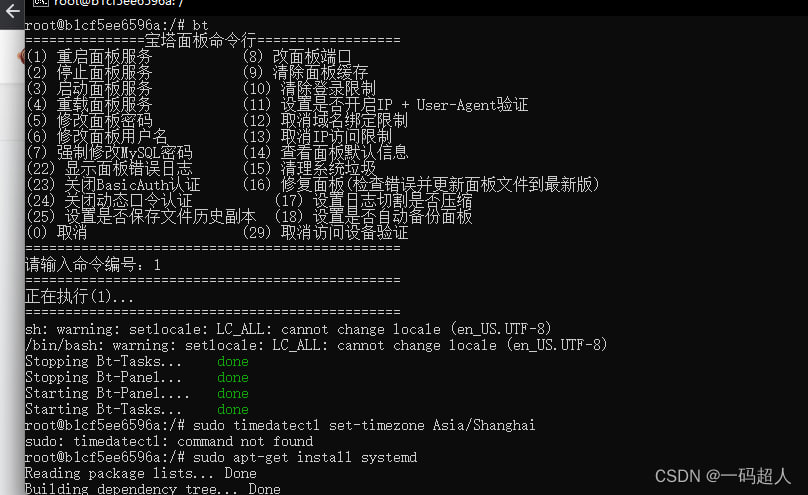 root@b1cf5ee6596a: /
root@b1cf5ee6596a:/# bt
===============宝塔面板命令行==================
(1) 重启面板服务           (8) 改面板端口
(2) 停止面板服务           (9) 清除面板缓存
(3) 启动面板服务           (10) 清除登录限制
(4) 重载面板服务           (11) 设置是否开启IP + User-Agent验证
(5) 修改面板密码           (12) 取消域名绑定限制
(6) 修改面板用户名         (13) 取消IP访问限制
(7) 强制修改MySQL密码      (14) 查看面板默认信息
(22) 显示面板错误日志      (15) 清理系统垃圾
(23) 关闭BasicAuth认证     (16) 修复面板(检查错误并更新面板文件到最新版)
(24) 关闭动态口令认证          (17) 设置日志切割是否压缩
(25) 设置是否保存文件历史副本  (18) 设置是否自动备份面板
(0) 取消                   (29) 取消访问设备验证
===============================================
请输入命令编号：1
===============================================
正在执行(1)...
===============================================
sh: warning: setlocale: LC_ALL: cannot change locale (en_US.UTF-8)
/bin/bash: warning: setlocale: LC_ALL: cannot change locale (en_US.UTF-8)
Stopping Bt-Tasks...    done
Stopping Bt-Panel...    done
Starting Bt-Panel....   done
Starting Bt-Tasks...    done
root@b1cf5ee6596a:/# sudo timedatectl set-timezone Asia/Shanghai
sudo: timedatectl: command not found
root@b1cf5ee6596a:/# sudo apt-get install systemd
Reading package lists... Done
Building dependency tree... Done
CSDN @一码超人